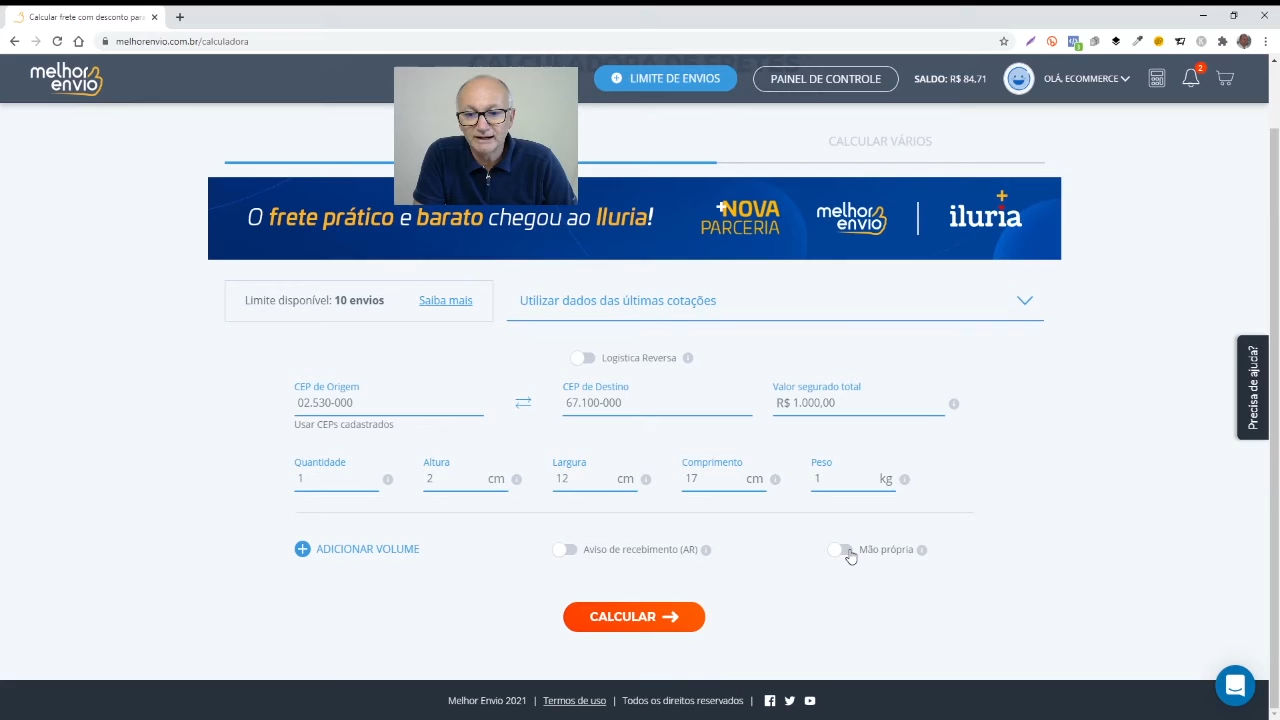 Calcular frete com desconto para
melhorenvio.com.br/calculadora
melhor envio
LIMITE DE ENVIOS
PAINEL DE CONTROLE
SALDO: R$ 84,71
OLÁ, ECOMMERCE
2
CALCULAR VÁRIOS
O frete prático e barato chegou ao Iluria!
+NOVA PARCERIA
melhor envio
iluria
Limite disponível: 10 envios
Saiba mais
Utilizar dados das últimas cotações
Logistica Reversa
CEP de Origem
CEP de Destino
Valor segurado total
02.530-000
67.100-000
R$ 1.000,00
Usar CEPs cadastrados
Quantidade
Altura
Largura
Comprimento
Peso
1
2 cm
12 cm
17 cm
1 kg
ADICIONAR VOLUME
Aviso de recebimento (AR)
Mão própria
CALCULAR
Precisa de ajuda?
Melhor Envio 2021 | Termos de uso | Todos os direitos reservados |